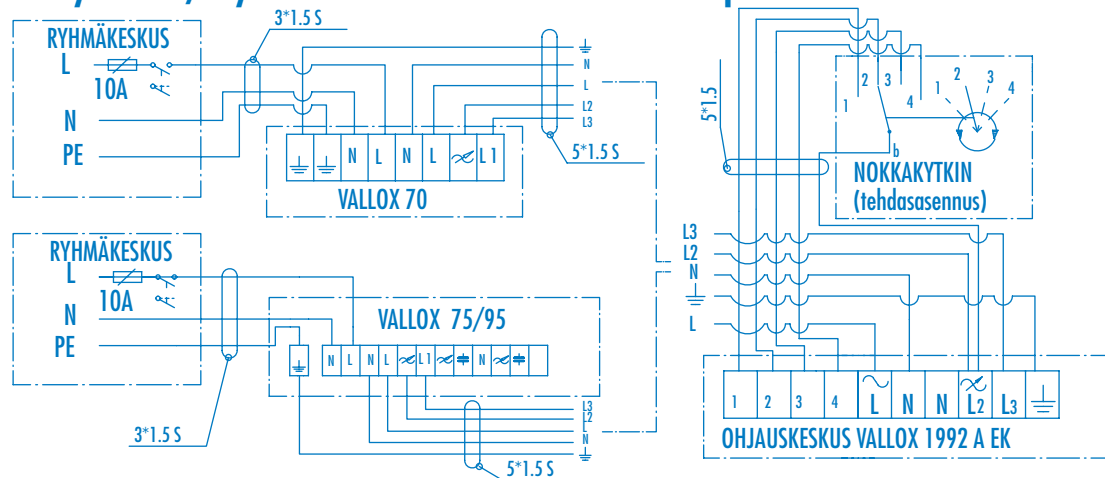 3*1.5 S
RYHMÄKESKUS
L
10A
N
PE
N
L
L2
L3
5*1.5 S
N L N L L1
VALLOX 70
RYHMÄKESKUS
L
10A
N
PE
3*1.5 S
VALLOX 75/95
N L N L L1 N
L3
L2
L
N
5*1.5 S
5*1.5
1 2 3 4
1 2 3 4
b
NOKKAKYTKIN
(tehdasasennus)
L3
L2
N
L
1 2 3 4 L N N L2 L3
OHJAUSKESKUS VALLOX 1992 A EK